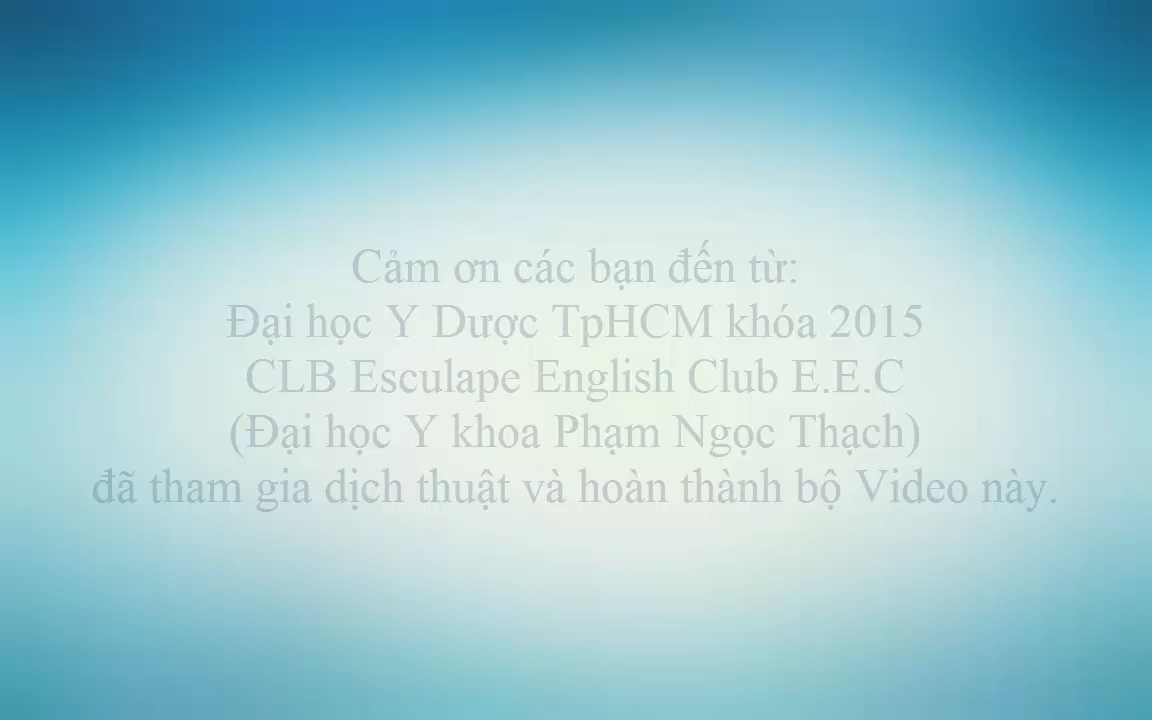 Cảm ơn các bạn đến từ:
Đại học Y Dược TpHCM khóa 2015
CLB Esculape English Club E.E.C
(Đại học Y khoa Phạm Ngọc Thạch)
đã tham gia dịch thuật và hoàn thành bộ Video này.